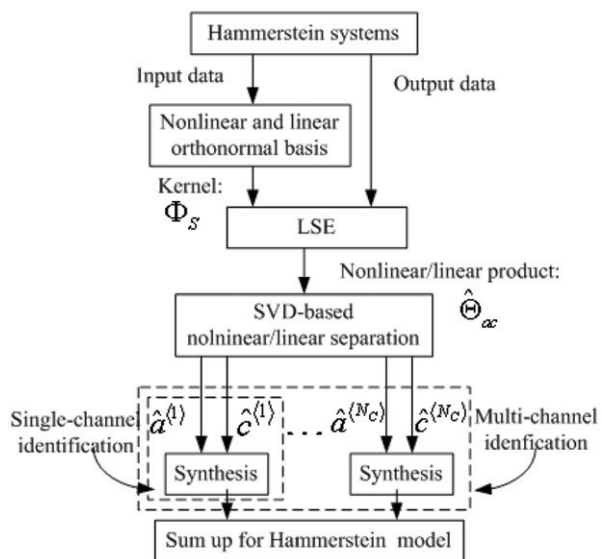 Hammerstein systems
Input data
Output data
Nonlinear and linear
orthonormal basis
Kernel:
Φ_S
LSE
Nonlinear/linear product:
Θ̂_ac
SVD-based
nolninear/linear separation
Single-channel
identification
â^⟨1⟩ ĉ^⟨1⟩ ... â^⟨N_C⟩ ĉ^⟨N_C⟩
Multi-channel
idenfication
Synthesis
Synthesis
Sum up for Hammerstein model